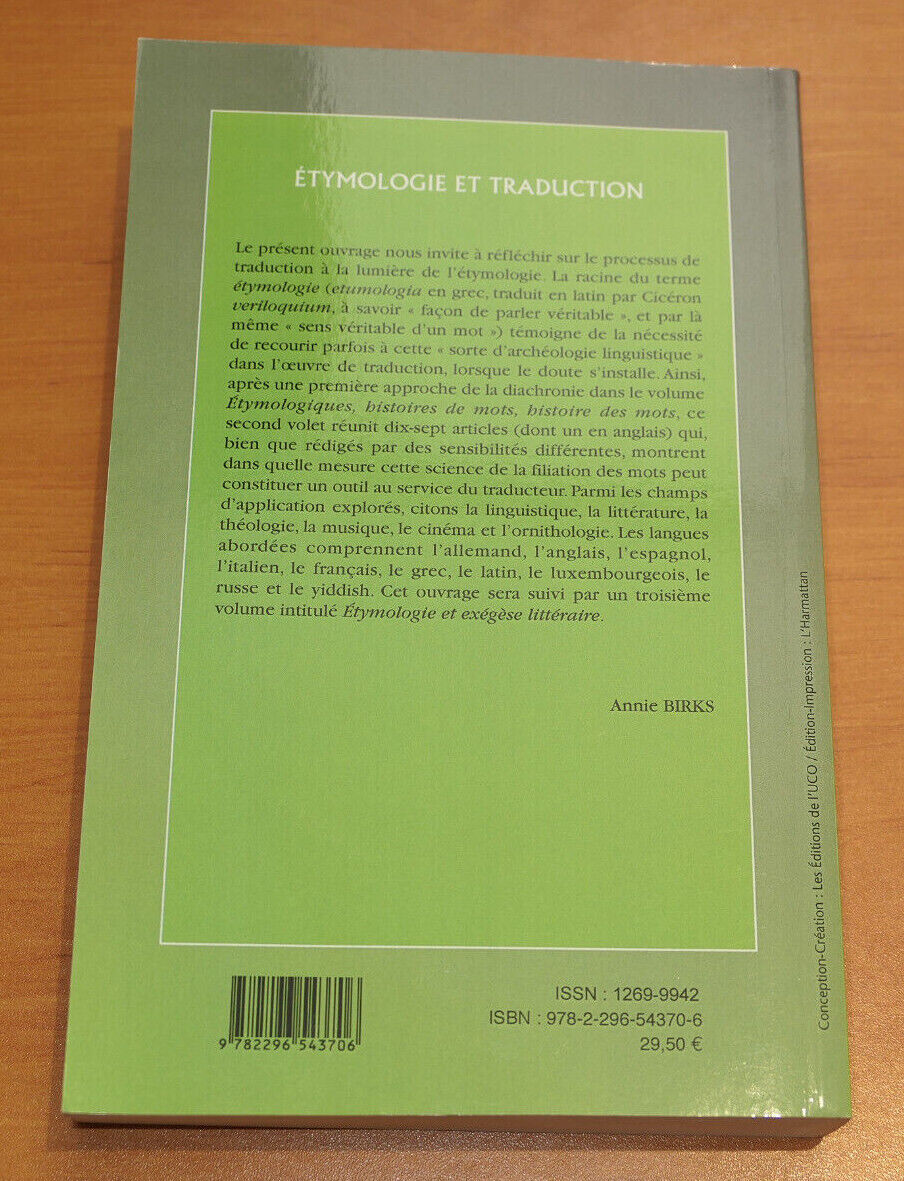 ÉTYMOLOGIE ET TRADUCTION
Le présent ouvrage nous invite à réfléchir sur le processus de
traduction à la lumière de l'étymologie. La racine du terme
étymologie (etumologia en grec, traduit en latin par Cicéron
veriloquium, à savoir « façon de parler véritable », et par là
même « sens véritable d'un mot ») témoigne de la nécessité
de recourir parfois à cette « sorte d'archéologie linguistique »
dans l'œuvre de traduction, lorsque le doute s'installe. Ainsi,
après une première approche de la diachronie dans le volume
Étymologiques, histoires de mots, histoire des mots, ce
second volet réunit dix-sept articles (dont un en anglais) qui,
bien que rédigés par des sensibilités différentes, montrent
dans quelle mesure cette science de la filiation des mots peut
constituer un outil au service du traducteur. Parmi les champs
d'application explorés, citons la linguistique, la littérature, la
théologie, la musique, le cinéma et l'ornithologie. Les langues
abordées comprennent l'allemand, l'anglais, l'espagnol,
l'italien, le français, le grec, le latin, le luxembourgeois, le
russe et le yiddish. Cet ouvrage sera suivi par un troisième
volume intitulé Étymologie et exégèse littéraire.
Annie BIRKS
Conception-Création : Les Éditions de l'UCO / Édition-Impression : L'Harmattan
ISSN : 1269-9942
ISBN : 978-2-296-54370-6
29,50 €
9 782296 543706